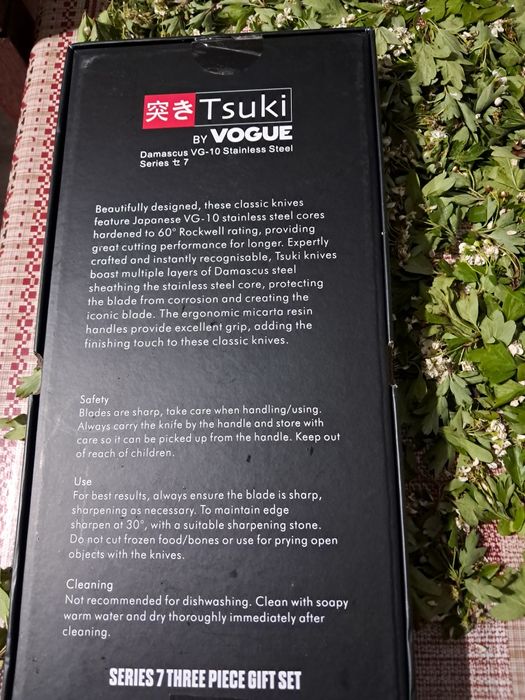 突き Tsuki
BY VOGUE
Damascus VG-10 Stainless Steel
Series セ 7
Beautifully designed, these classic knives
feature Japanese VG-10 stainless steel cores
hardened to 60° Rockwell rating, providing
great cutting performance for longer. Expertly
crafted and instantly recognisable, Tsuki knives
boast multiple layers of Damascus steel
sheathing the stainless steel core, protecting
the blade from corrosion and creating the
iconic blade. The ergonomic micarta resin
handles provide excellent grip, adding the
finishing touch to these classic knives.
Safety
Blades are sharp, take care when handling/using.
Always carry the knife by the handle and store with
care so it can be picked up from the handle. Keep out
of reach of children.
Use
For best results, always ensure the blade is sharp,
sharpening as necessary. To maintain edge
sharpen at 30°, with a suitable sharpening stone.
Do not cut frozen food/bones or use for prying open
objects with the knives.
Cleaning
Not recommended for dishwashing. Clean with soapy
warm water and dry thoroughly immediately after
cleaning.
SERIES 7 THREE PIECE GIFT SET